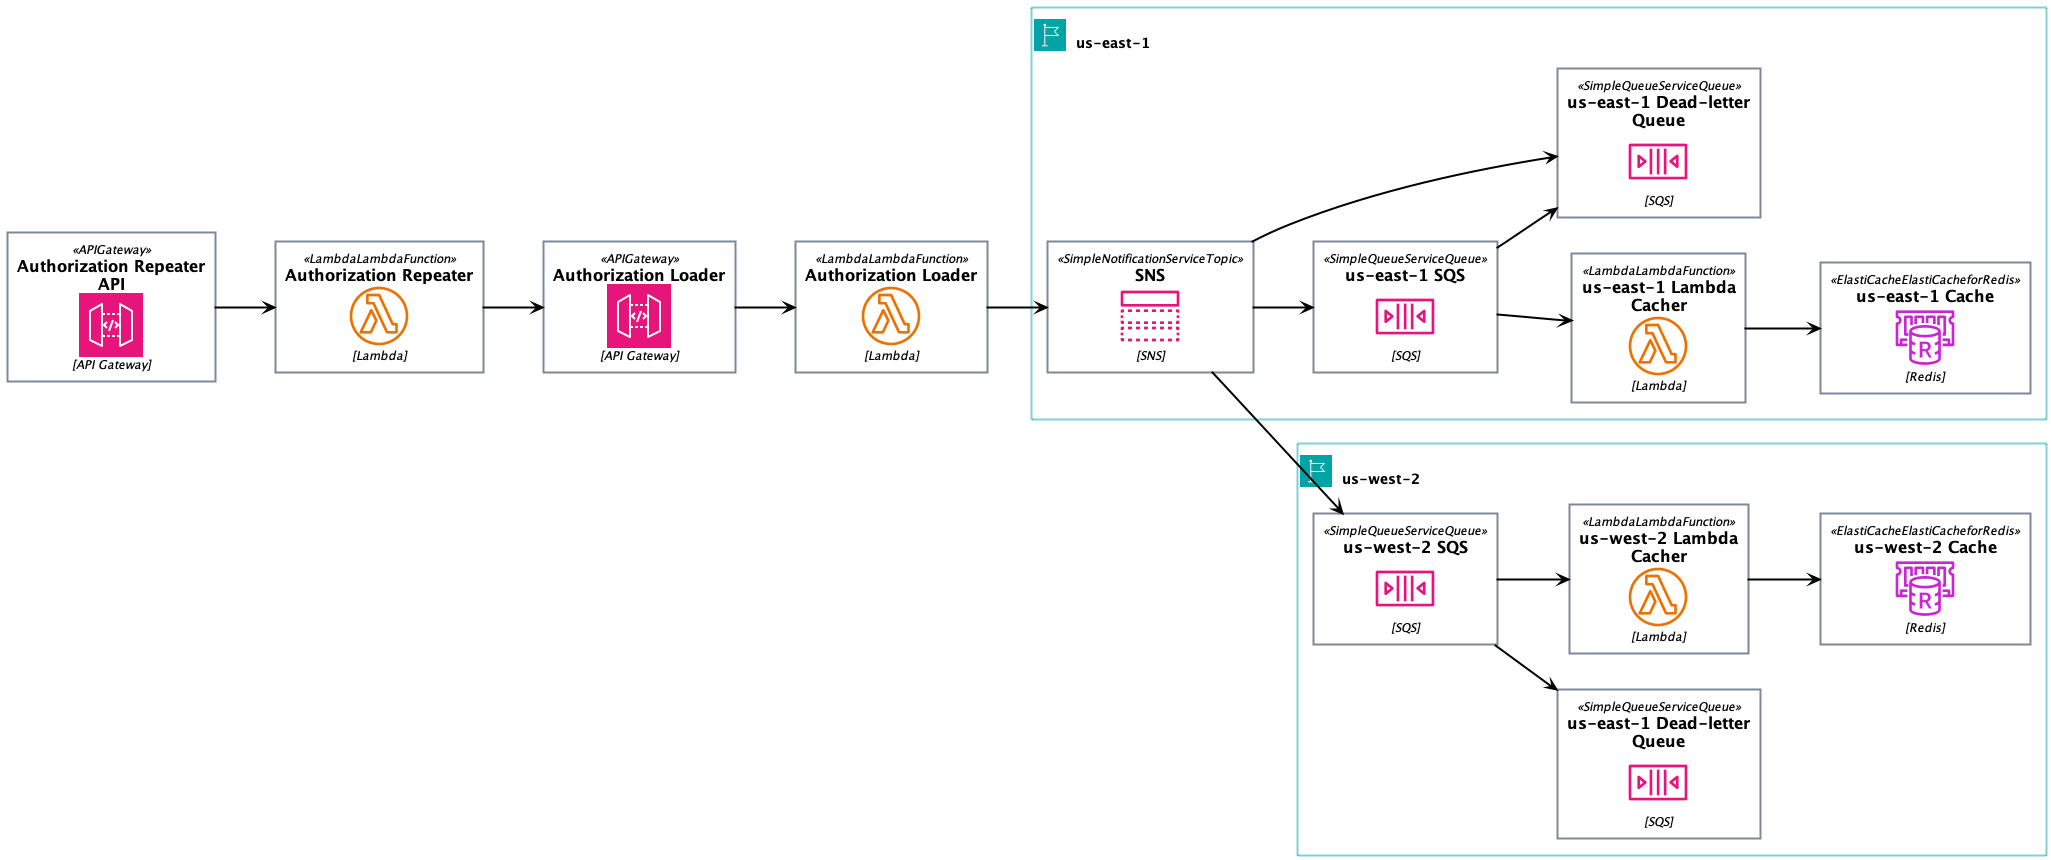 us-east-1
«SimpleQueueServiceQueue»
us-east-1 Dead-letter
Queue
[SQS]
«APIGateway»
Authorization Repeater
API
[API Gateway]
«LambdaLambdaFunction»
Authorization Repeater
[Lambda]
«APIGateway»
Authorization Loader
[API Gateway]
«LambdaLambdaFunction»
Authorization Loader
[Lambda]
«SimpleNotificationServiceTopic»
SNS
[SNS]
«SimpleQueueServiceQueue»
us-east-1 SQS
[SQS]
«LambdaLambdaFunction»
us-east-1 Lambda
Cacher
[Lambda]
«ElastiCacheElastiCacheforRedis»
us-east-1 Cache
R
[Redis]
us-west-2
«SimpleQueueServiceQueue»
us-west-2 SQS
[SQS]
«LambdaLambdaFunction»
us-west-2 Lambda
Cacher
[Lambda]
«ElastiCacheElastiCacheforRedis»
us-west-2 Cache
R
[Redis]
«SimpleQueueServiceQueue»
us-east-1 Dead-letter
Queue
[SQS]